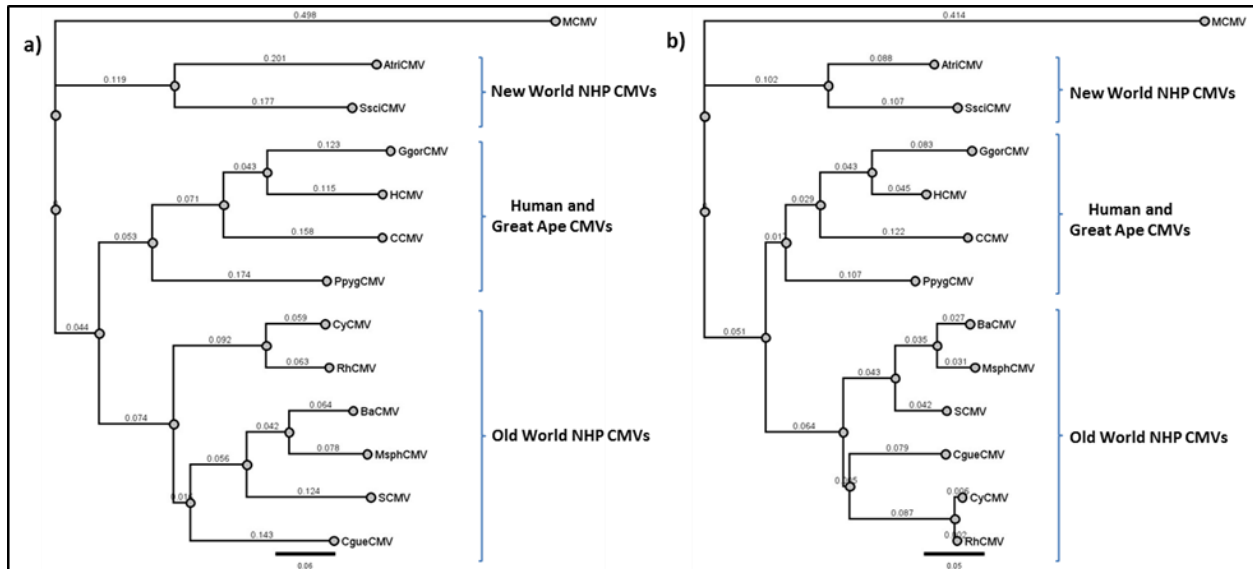 a)
0.498
MCMV
0.201
AtriCMV
0.119
0.177
SsciCMV
New World NHP CMVs
0.123
GgorCMV
0.043
0.115
HCMV
0.071
0.158
CCMV
0.053
0.174
PpygCMV
Human and
Great Ape CMVs
0.044
0.059
CyCMV
0.092
0.063
RhCMV
0.074
0.064
BaCMV
0.042
0.078
MsphCMV
0.056
0.124
SCMV
0.143
CgueCMV
Old World NHP CMVs
0.06
b)
0.414
MCMV
0.088
AtriCMV
0.102
0.107
SsciCMV
New World NHP CMVs
0.083
GgorCMV
0.043
0.045
HCMV
0.029
0.122
CCMV
0.107
PpygCMV
Human and
Great Ape CMVs
0.051
0.027
BaCMV
0.035
0.031
MsphCMV
0.043
0.042
SCMV
0.064
0.079
CgueCMV
CyCMV
0.087
RhCMV
Old World NHP CMVs
0.05